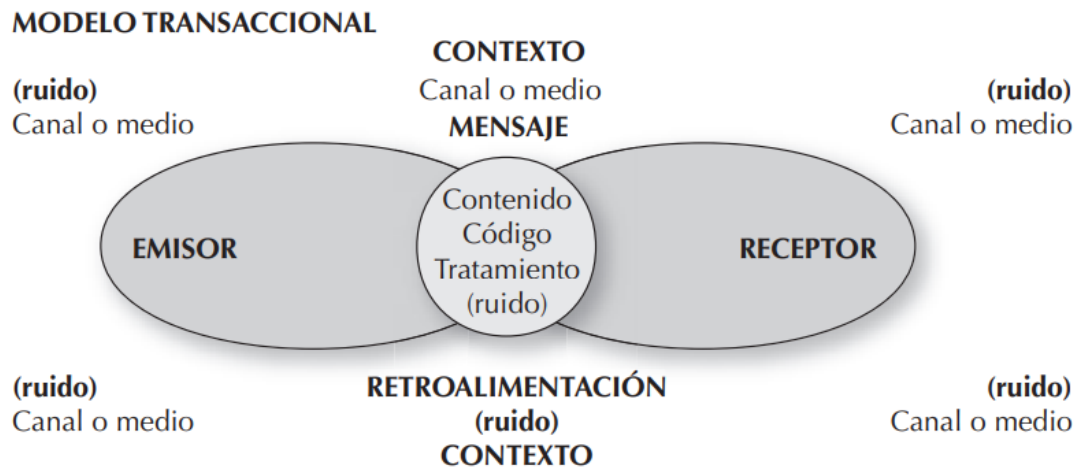 MODELO TRANSACCIONAL
CONTEXTO
(ruido)
Canal o medio
(ruido)
Canal o medio
Canal o medio
MENSAJE
Contenido
Código
EMISOR
Tratamiento
RECEPTOR
(ruido)
(ruido)
RETROALIMENTACIÓN
(ruido)
Canal o medio
(ruido)
Canal o medio
CONTEXTO